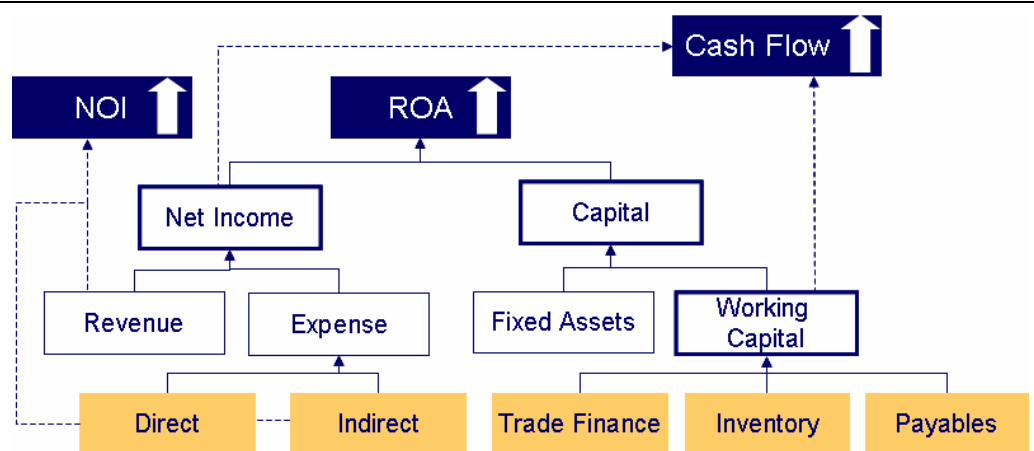 Cash Flow
NOI
ROA
Net Income
Capital
Revenue
Expense
Fixed Assets
Working
Capital
Direct
Indirect
Trade Finance
Inventory
Payables